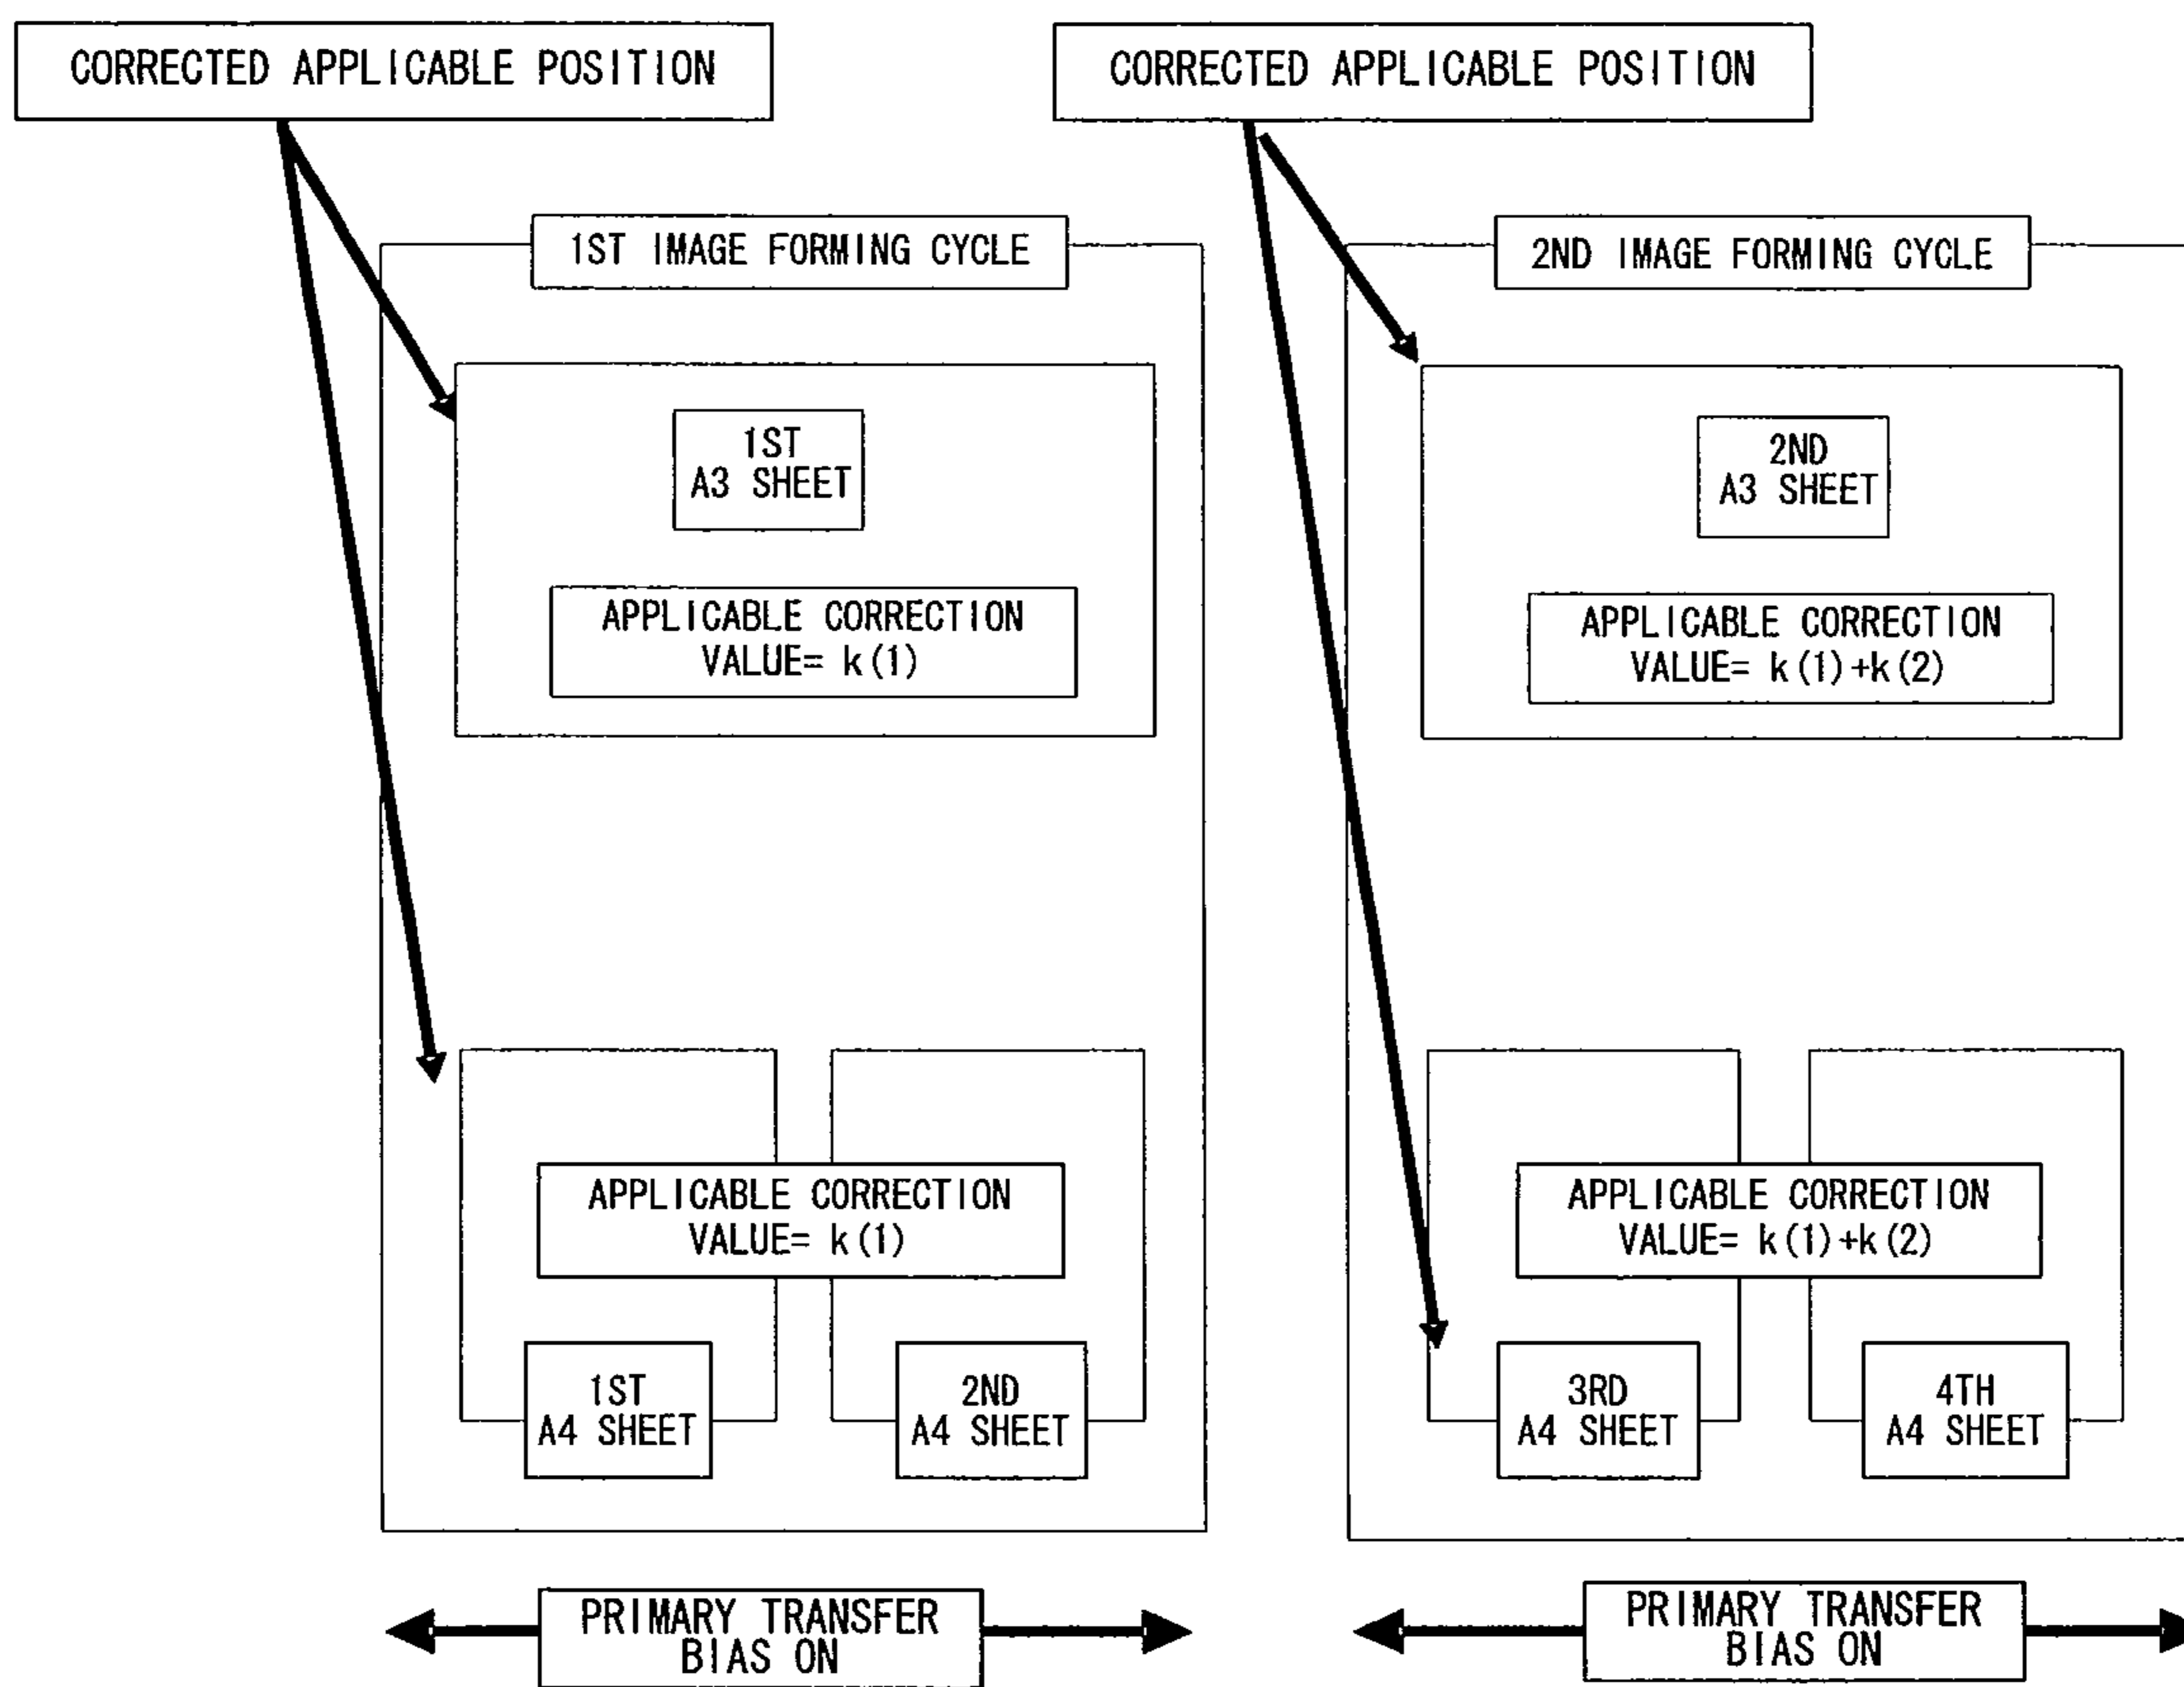 CORRECTED APPLICABLE POSITION
CORRECTED APPLICABLE POSITION
1ST IMAGE FORMING CYCLE
2ND IMAGE FORMING CYCLE
1ST
A3 SHEET
2ND
A3 SHEET
APPLICABLE CORRECTION
VALUE= k(1)
APPLICABLE CORRECTION
VALUE= k(1)+k(2)
APPLICABLE CORRECTION
VALUE= k(1)
APPLICABLE CORRECTION
VALUE= k(1)+k(2)
1ST
A4 SHEET
2ND
A4 SHEET
3RD
A4 SHEET
4TH
A4 SHEET
PRIMARY TRANSFER
BIAS ON
PRIMARY TRANSFER
BIAS ON